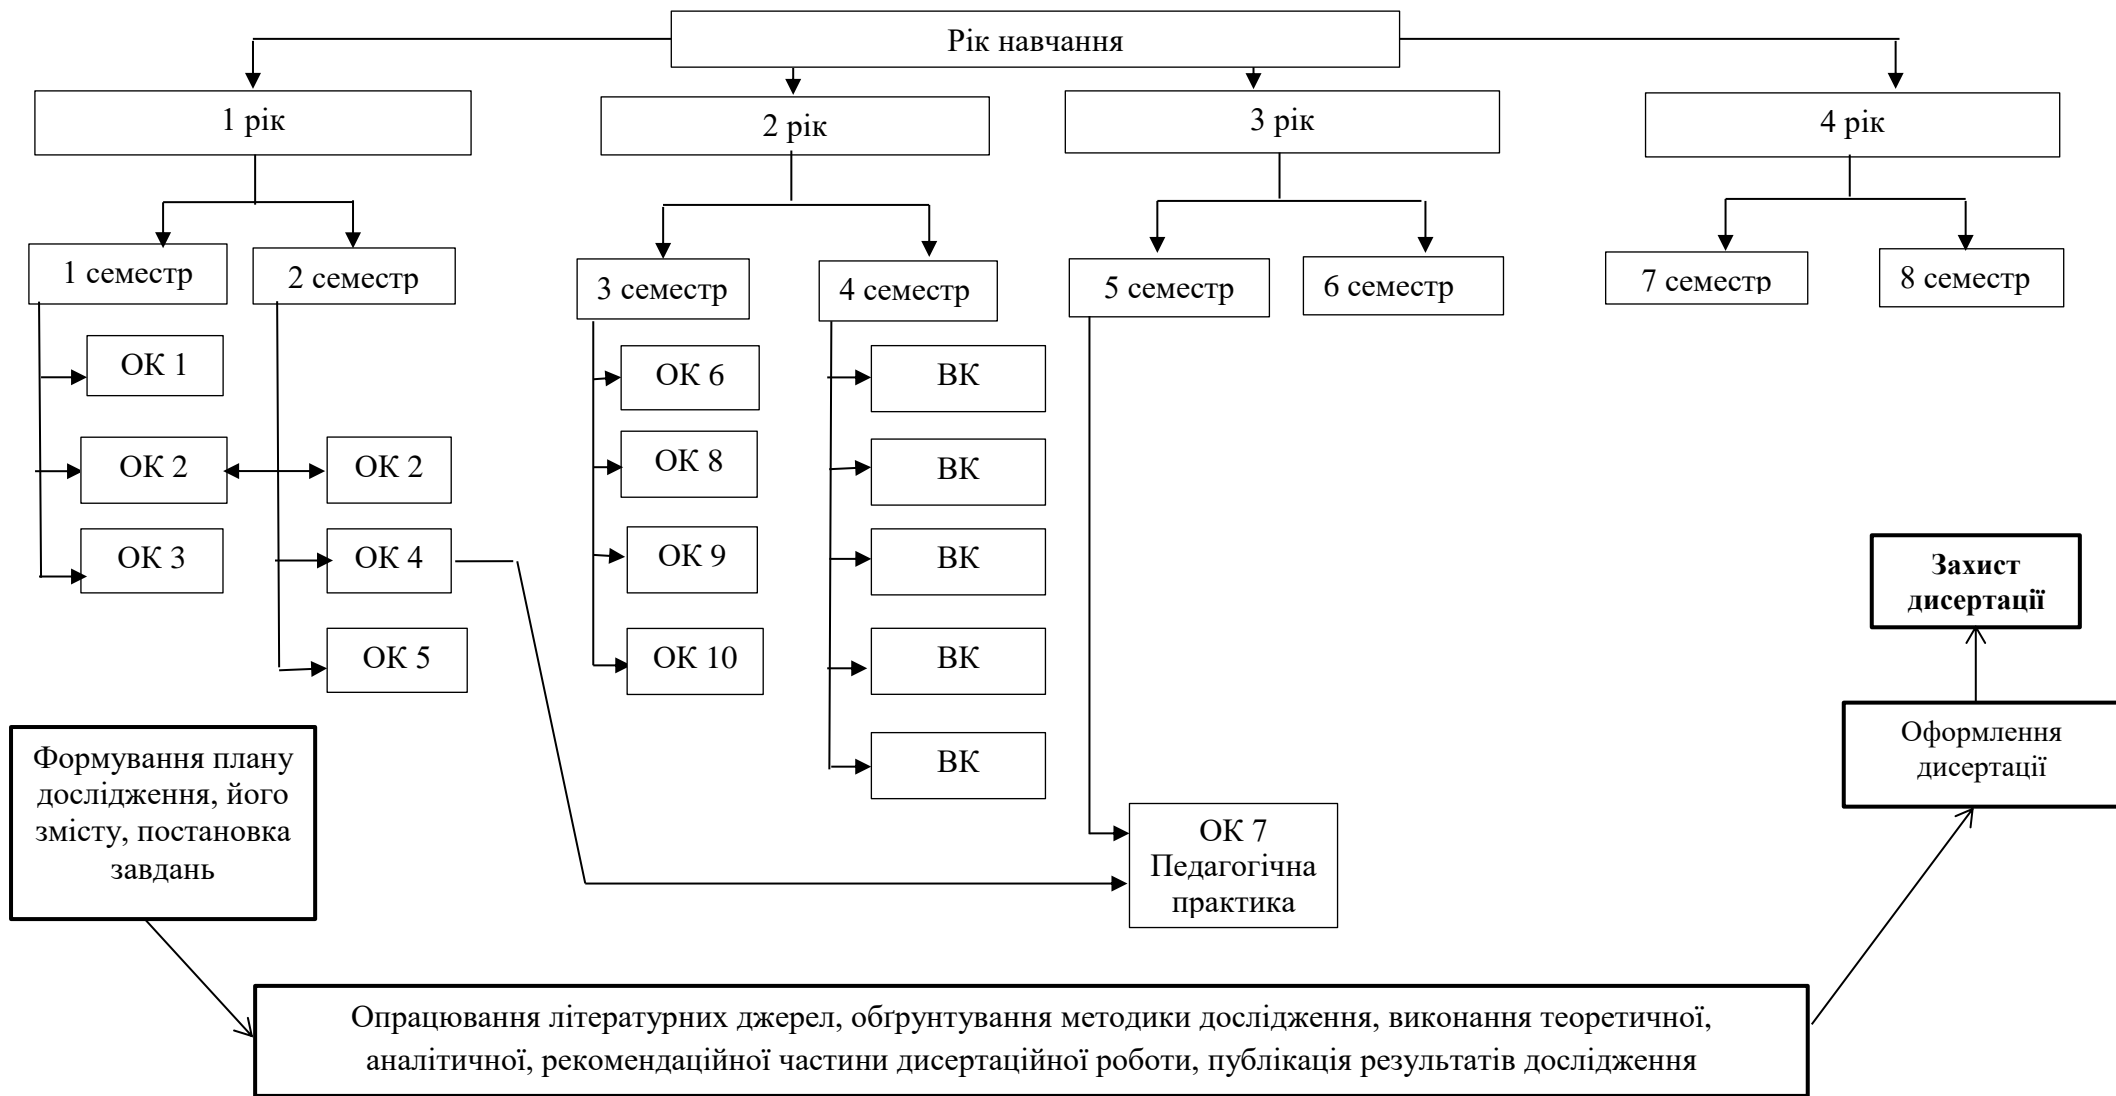 Рік навчання
1 рік
2 рік
3 рік
4 рік
1 семестр
2 семестр
3 семестр
4 семестр
5 семестр
6 семестр
7 семестр
8 семестр
ОК 1
ОК 6
ВК
ОК 2
ОК 2
ОК 8
ВК
ОК 3
ОК 4
ОК 9
ВК
Захист
дисертації
ОК 5
ОК 10
ВК
Формування плану
дослідження, його
змісту, постановка
завдань
ВК
Оформлення
дисертації
ОК 7
Педагогічна
практика
Опрацювання літературних джерел, обґрунтування методики дослідження, виконання теоретичної,
аналітичної, рекомендаційної частини дисертаційної роботи, публікація результатів дослідження